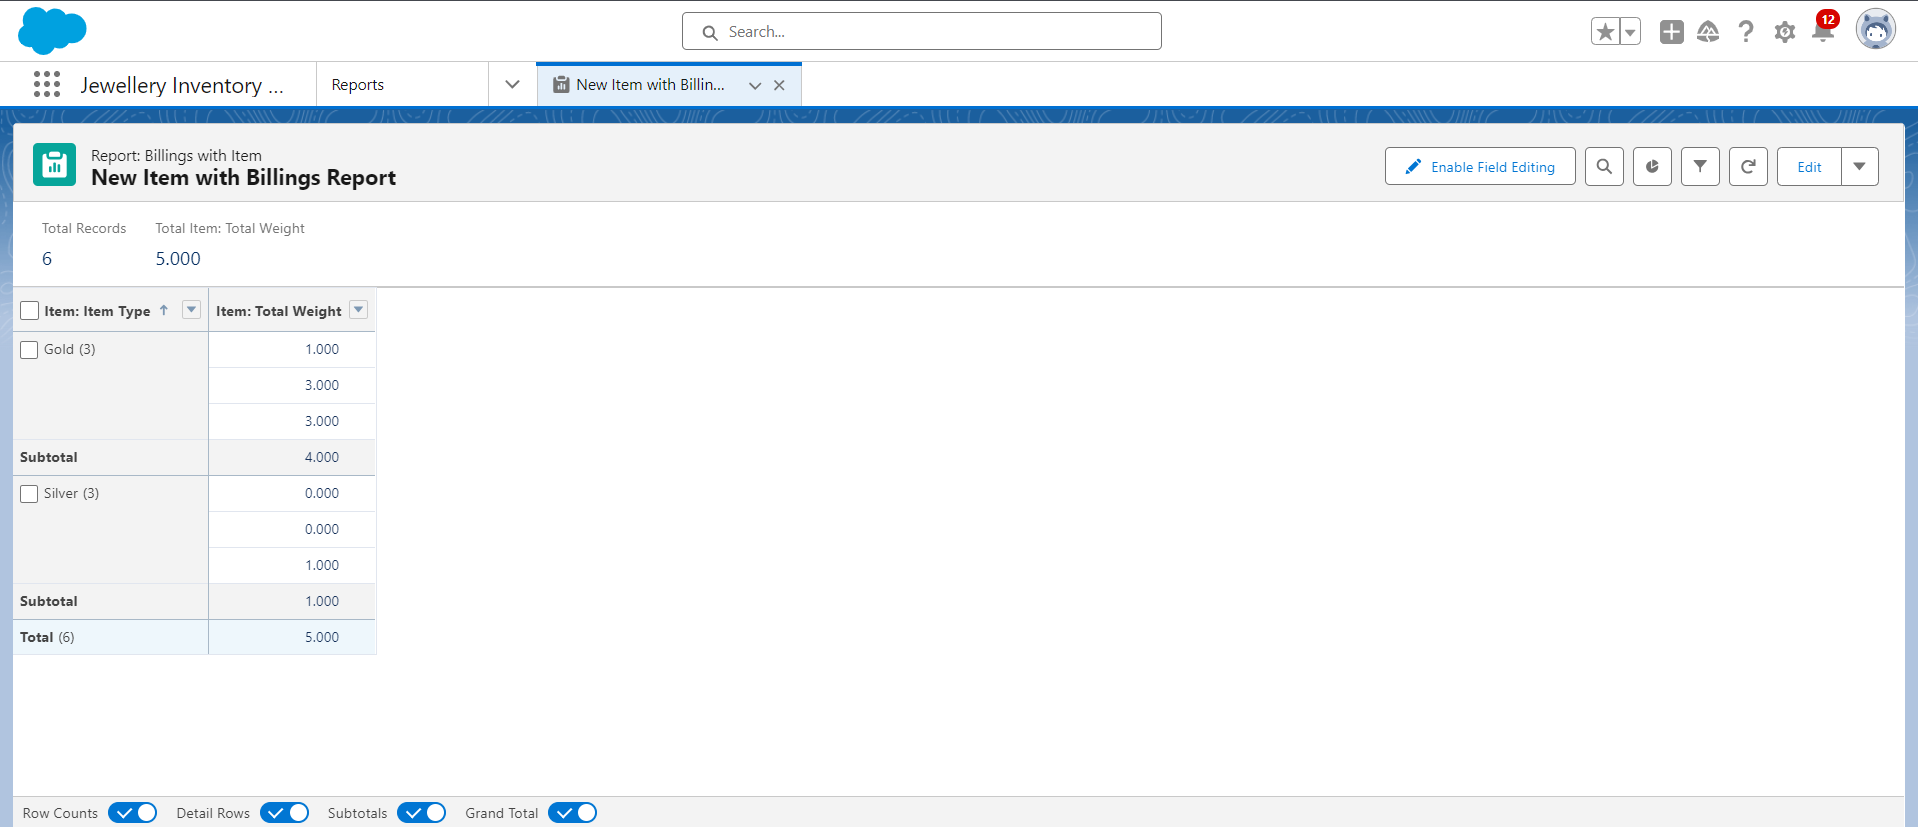 Search...
12
Jewellery Inventory ...
Reports
New Item with Billin...
Report: Billings with Item
New Item with Billings Report
Enable Field Editing
Edit
Total Records
Total Item: Total Weight
6
5.000
Item: Item Type
Item: Total Weight
Gold (3)
1.000
3.000
3.000
Subtotal
4.000
Silver (3)
0.000
0.000
1.000
Subtotal
1.000
Total (6)
5.000
Row Counts
Detail Rows
Subtotals
Grand Total